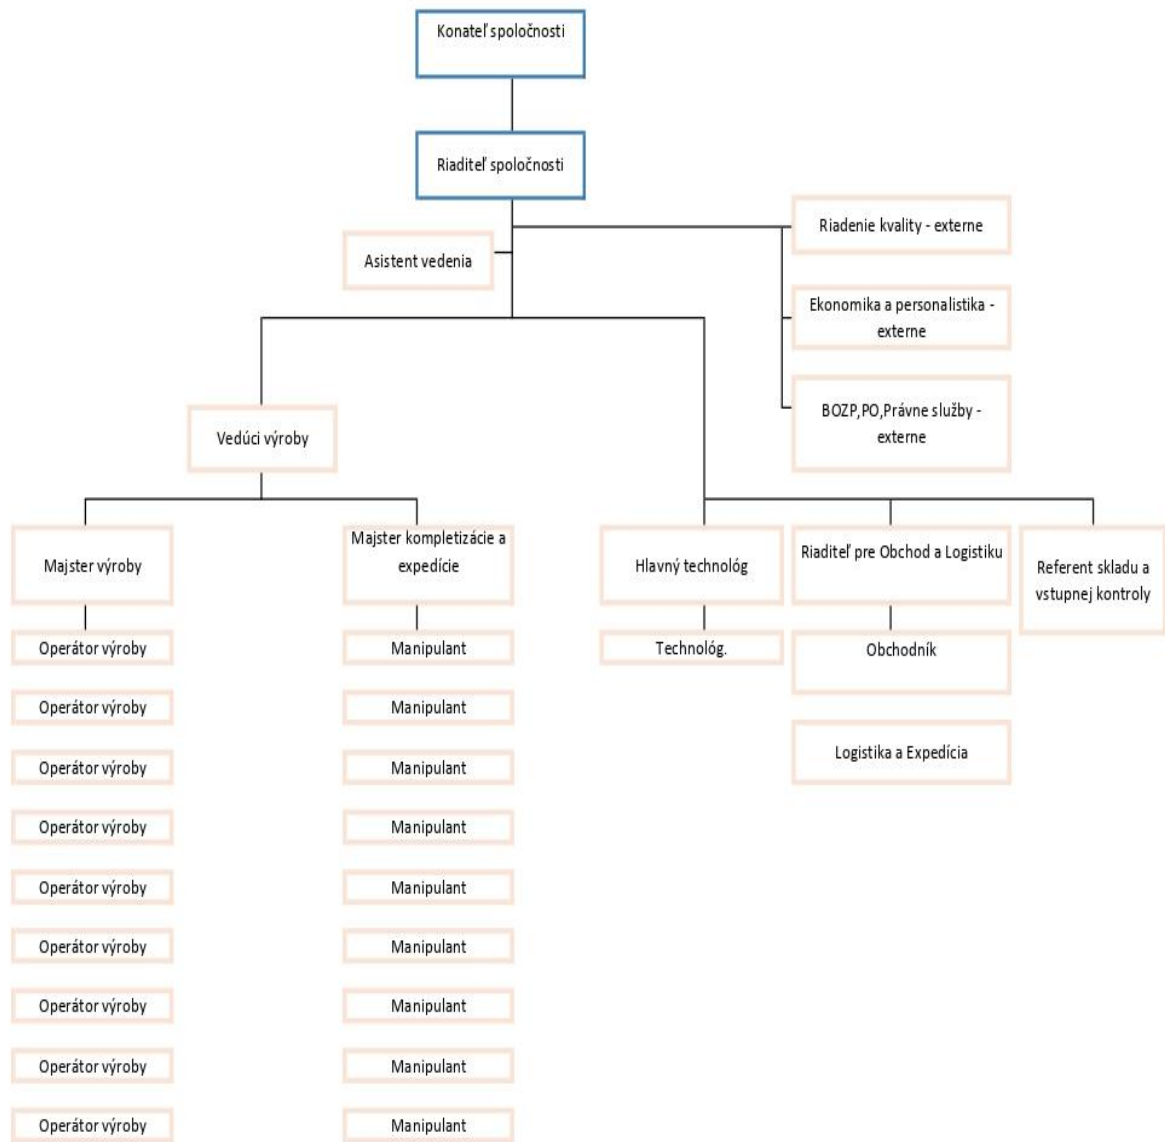 Konateľ spoločnosti
Riaditeľ spoločnosti
Riadenie kvality - externe
Asistent vedenia
Ekonomika a personalistika -
externe
BOZP,PO,Právne služby -
externe
Vedúci výroby
Majster výroby
Majster kompletizácie a
expedície
Hlavný technológ
Riaditeľ pre Obchod a Logistiku
Referent skladu a
vstupnej kontroly
Operátor výroby
Manipulant
Technológ.
Obchodník
Operátor výroby
Manipulant
Logistika a Expedícia
Operátor výroby
Manipulant
Operátor výroby
Manipulant
Operátor výroby
Manipulant
Operátor výroby
Manipulant
Operátor výroby
Manipulant
Operátor výroby
Manipulant
Operátor výroby
Manipulant